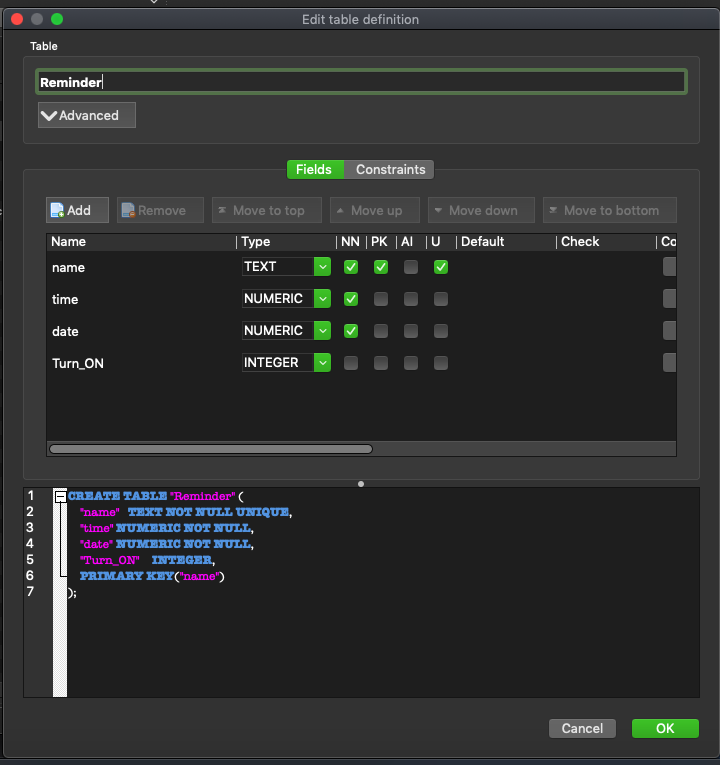 Edit table definition
Table
Reminder
Advanced
Fields Constraints
Add Remove Move to top Move up Move down Move to bottom
Name Type NN PK AI U Default Check Co
name TEXT
time NUMERIC
date NUMERIC
Turn_ON INTEGER
1 CREATE TABLE "Reminder" (
2 "name" TEXT NOT NULL UNIQUE,
3 "time" NUMERIC NOT NULL,
4 "date" NUMERIC NOT NULL,
5 "Turn_ON" INTEGER,
6 PRIMARY KEY("name")
7 );
Cancel OK